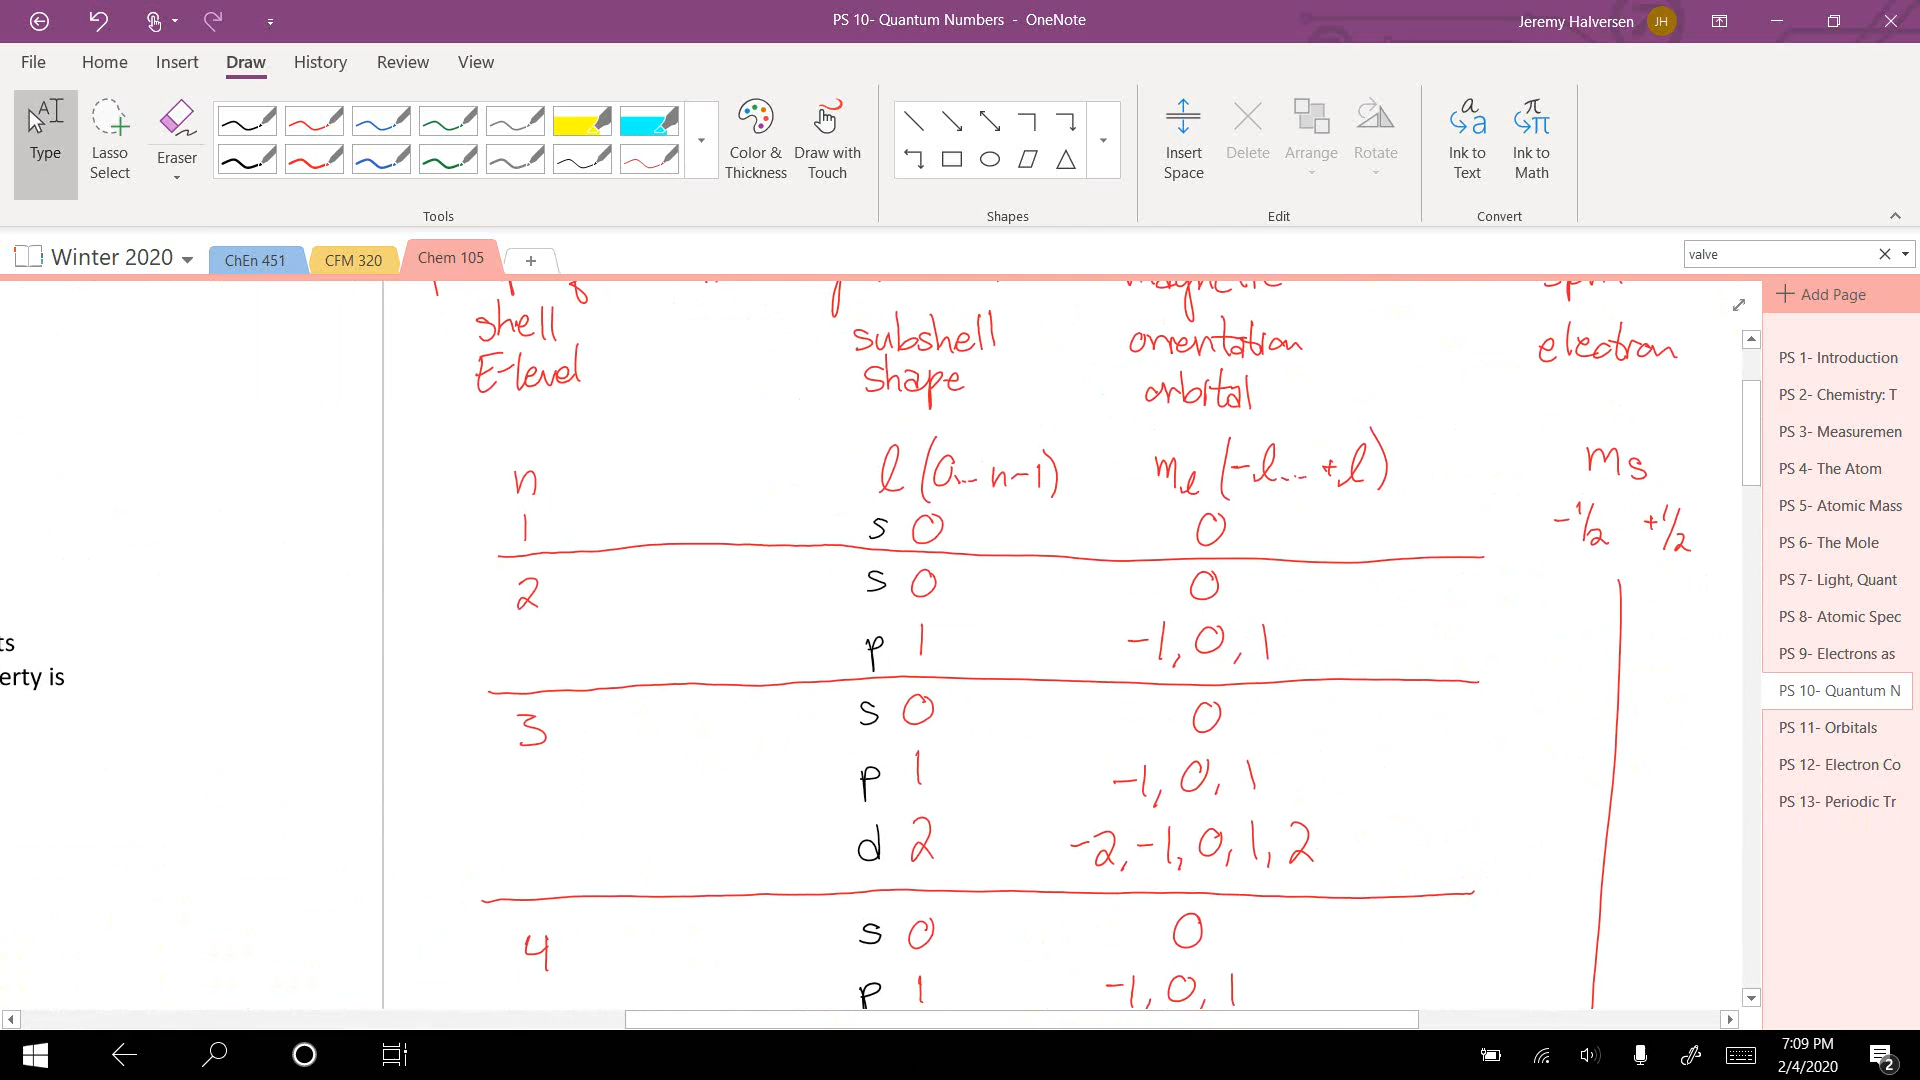 PS 10- Quantum Numbers - OneNote
Jeremy Halversen JH
File Home Insert Draw History Review View
Type
Lasso Select
Eraser
Color & Thickness
Draw with Touch
Insert Space
Delete
Arrange
Rotate
Ink to Text
Ink to Math
Tools Shapes Edit Convert
Winter 2020 ChEn 451 CFM 320 Chem 105 +
valve
Add Page
magnetic spin
shell subshell orientation electron
E-level shape orbital
n l (0... n-1) ml (-l... +l) ms
1 s 0 0 -1/2 +1/2
2 s 0 0
p 1 -1, 0, 1
3 s 0 0
p 1 -1, 0, 1
d 2 -2, -1, 0, 1, 2
4 s 0 0
p 1 -1, 0, 1
ts
erty is
PS 1- Introduction
PS 2- Chemistry: T
PS 3- Measuremen
PS 4- The Atom
PS 5- Atomic Mass
PS 6- The Mole
PS 7- Light, Quant
PS 8- Atomic Spec
PS 9- Electrons as
PS 10- Quantum N
PS 11- Orbitals
PS 12- Electron Co
PS 13- Periodic Tr
7:09 PM
2/4/2020
2